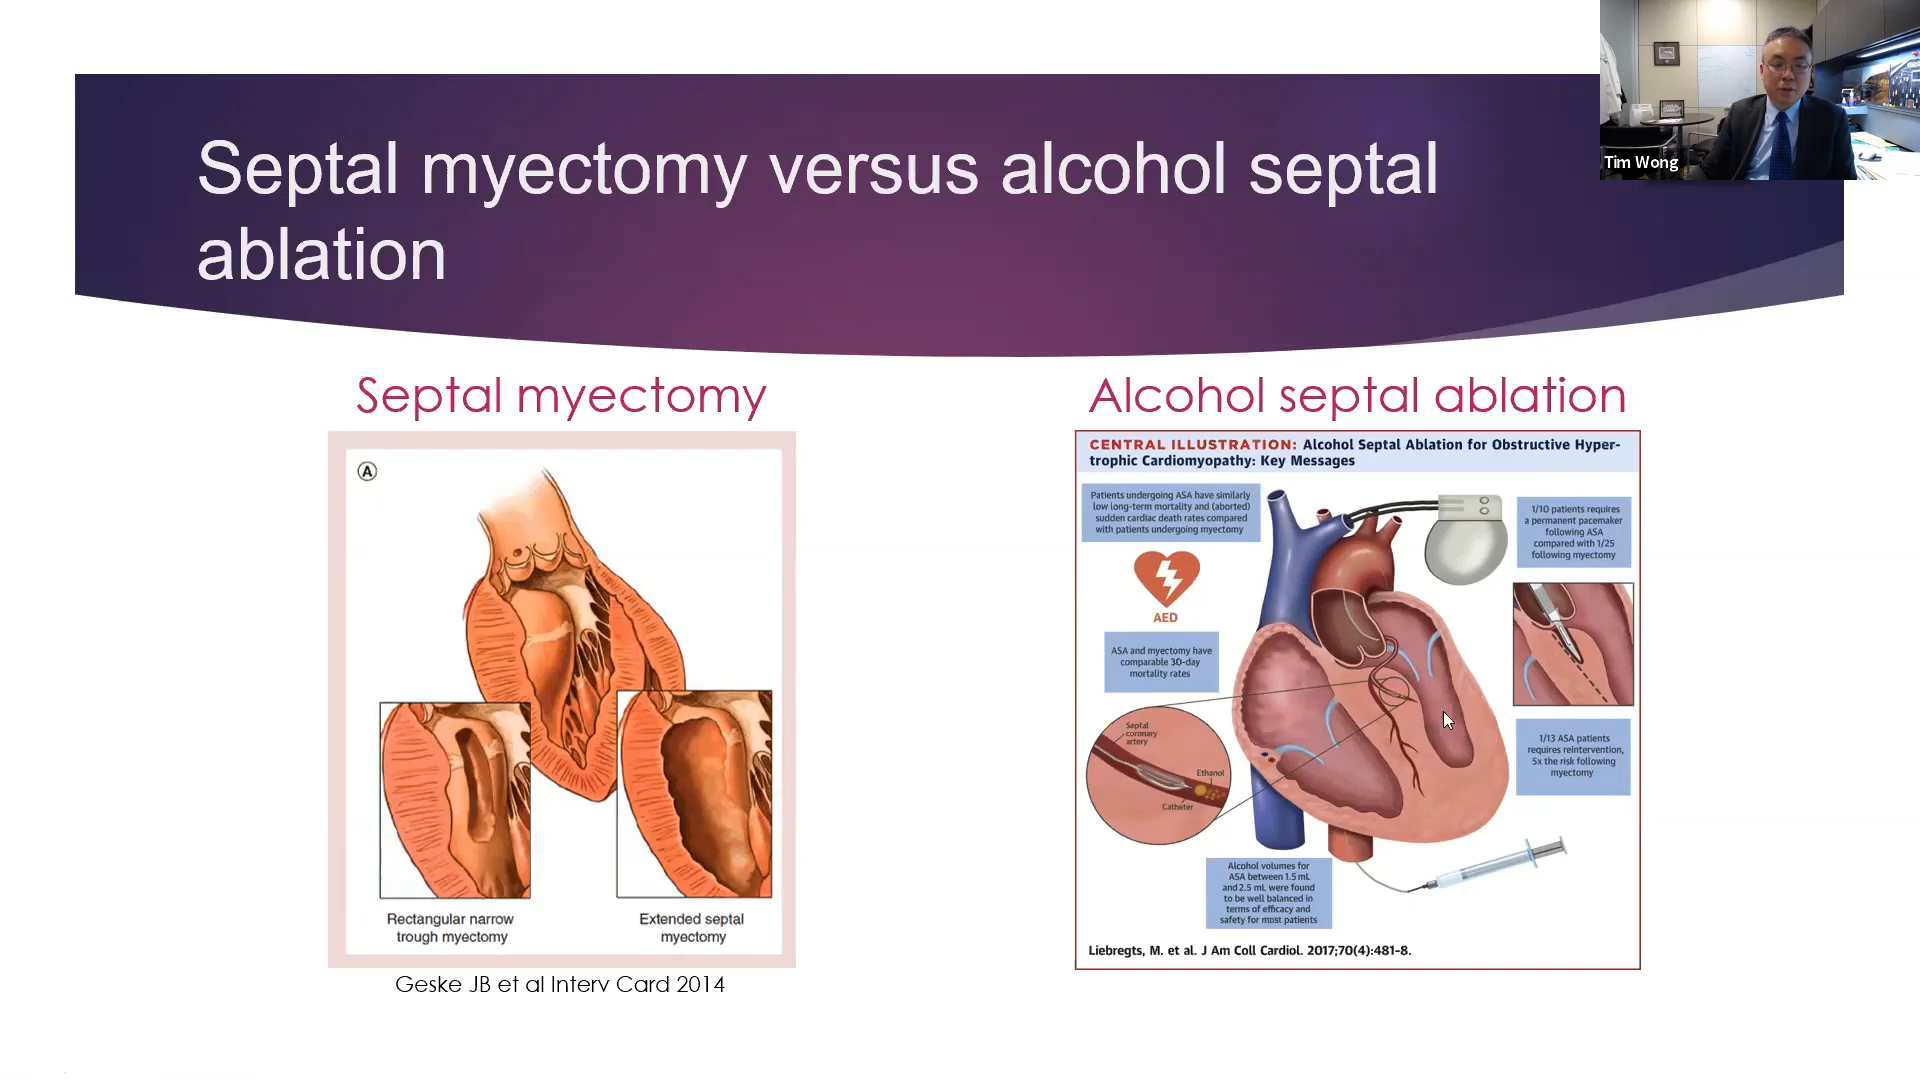 Tim Wong
Septal myectomy versus alcohol septal
ablation
Septal myectomy
A
Rectangular narrow
trough myectomy
Extended septal
myectomy
Geske JB et al Interv Card 2014
Alcohol septal ablation
CENTRAL ILLUSTRATION: Alcohol Septal Ablation for Obstructive Hyper-
trophic Cardiomyopathy: Key Messages
Patients undergoing ASA have similarly
low long-term mortality and (aborted)
sudden cardiac death rates compared
with patients undergoing myectomy
AED
ASA and myectomy have
comparable 30-day
mortality rates
Septal
coronary
artery
Ethanol
Catheter
Alcohol volumes for
ASA between 1.5 mL
and 2.5 mL were found
to be well balanced in
terms of efficacy and
safety for most patients
1/10 patients requires
a permanent pacemaker
following ASA
compared with 1/25
following myectomy
1/13 ASA patients
requires reintervention,
5x the risk following
myectomy
Liebregts, M. et al. J Am Coll Cardiol. 2017;70(4):481-8.